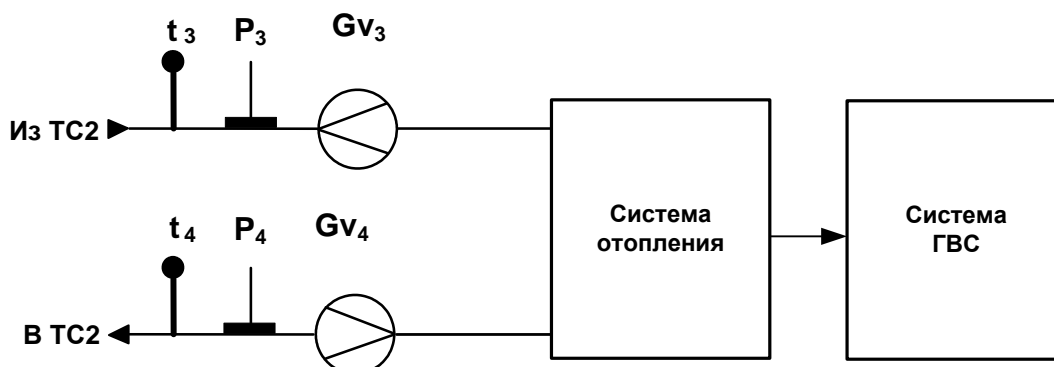 t 3 P3 Gv3
Из ТС2
Система отопления
Система ГВС
t 4 P4 Gv4
В ТС2